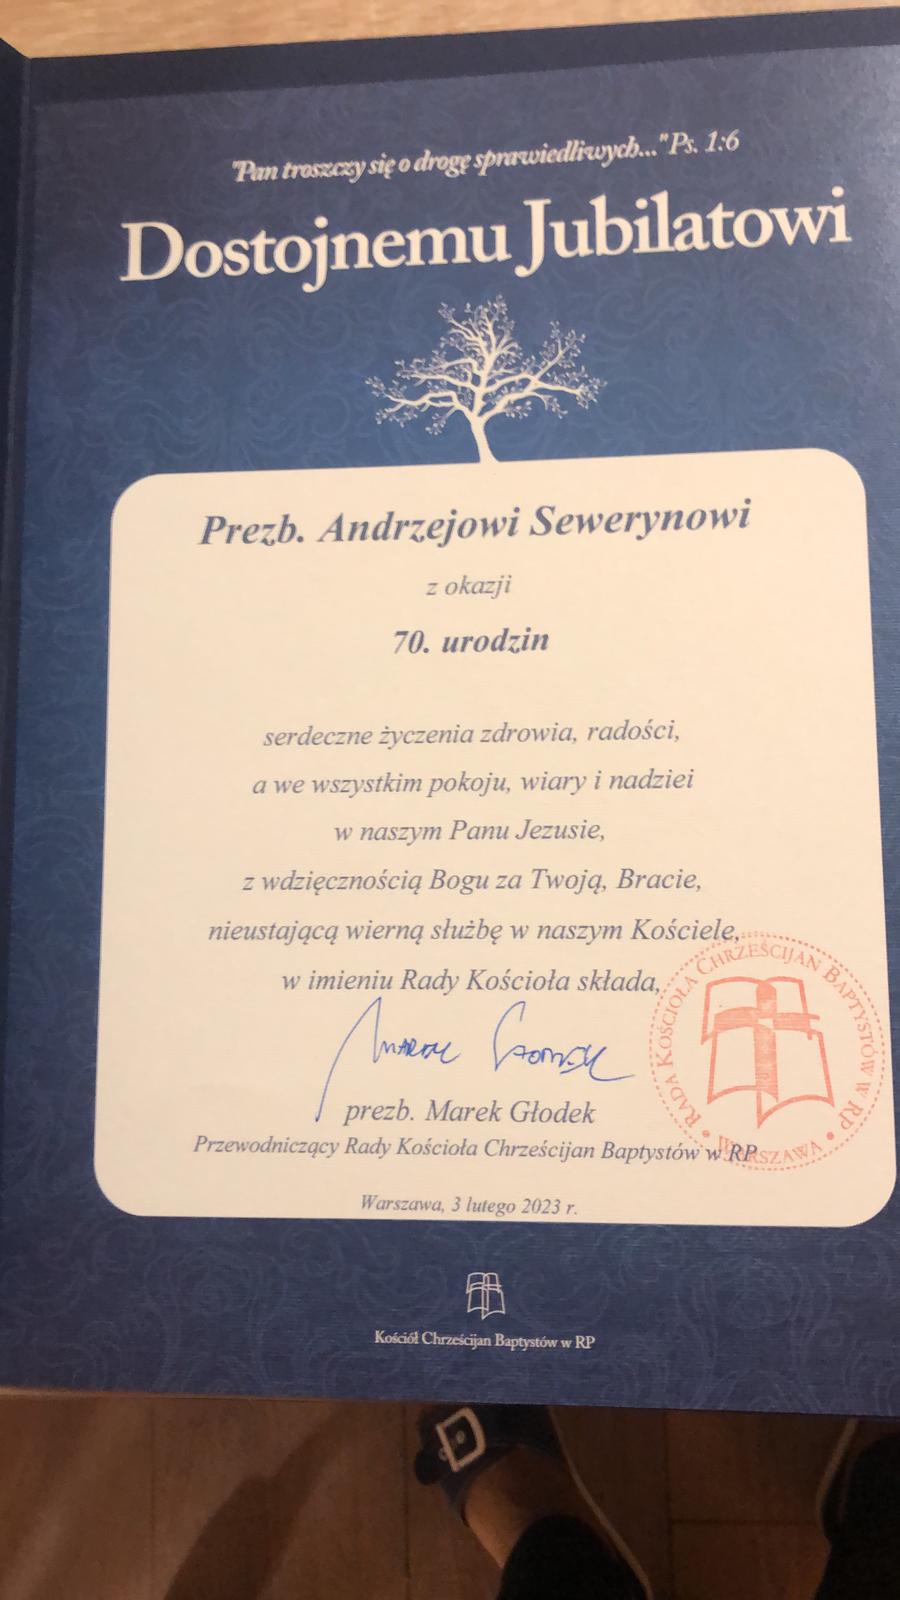 "Pan troszczy się o drogę sprawiedliwych..." Ps. 1:6
Dostojnemu Jubilatowi
Prezb. Andrzejowi Sewerynowi
z okazji
70. urodzin
serdeczne życzenia zdrowia, radości,
a we wszystkim pokoju, wiary i nadziei
w naszym Panu Jezusie,
z wdzięcznością Bogu za Twoją, Bracie,
nieustającą wierną służbę w naszym Kościele,
w imieniu Rady Kościoła składa,
Marek Głodek
prezb. Marek Głodek
Przewodniczący Rady Kościoła Chrześcijan Baptystów w RP
RADA KOŚCIOŁA CHRZEŚCIJAN BAPTYSTÓW W RP
• WARSZAWA •
Warszawa, 3 lutego 2023 r.
Kościół Chrześcijan Baptystów w RP